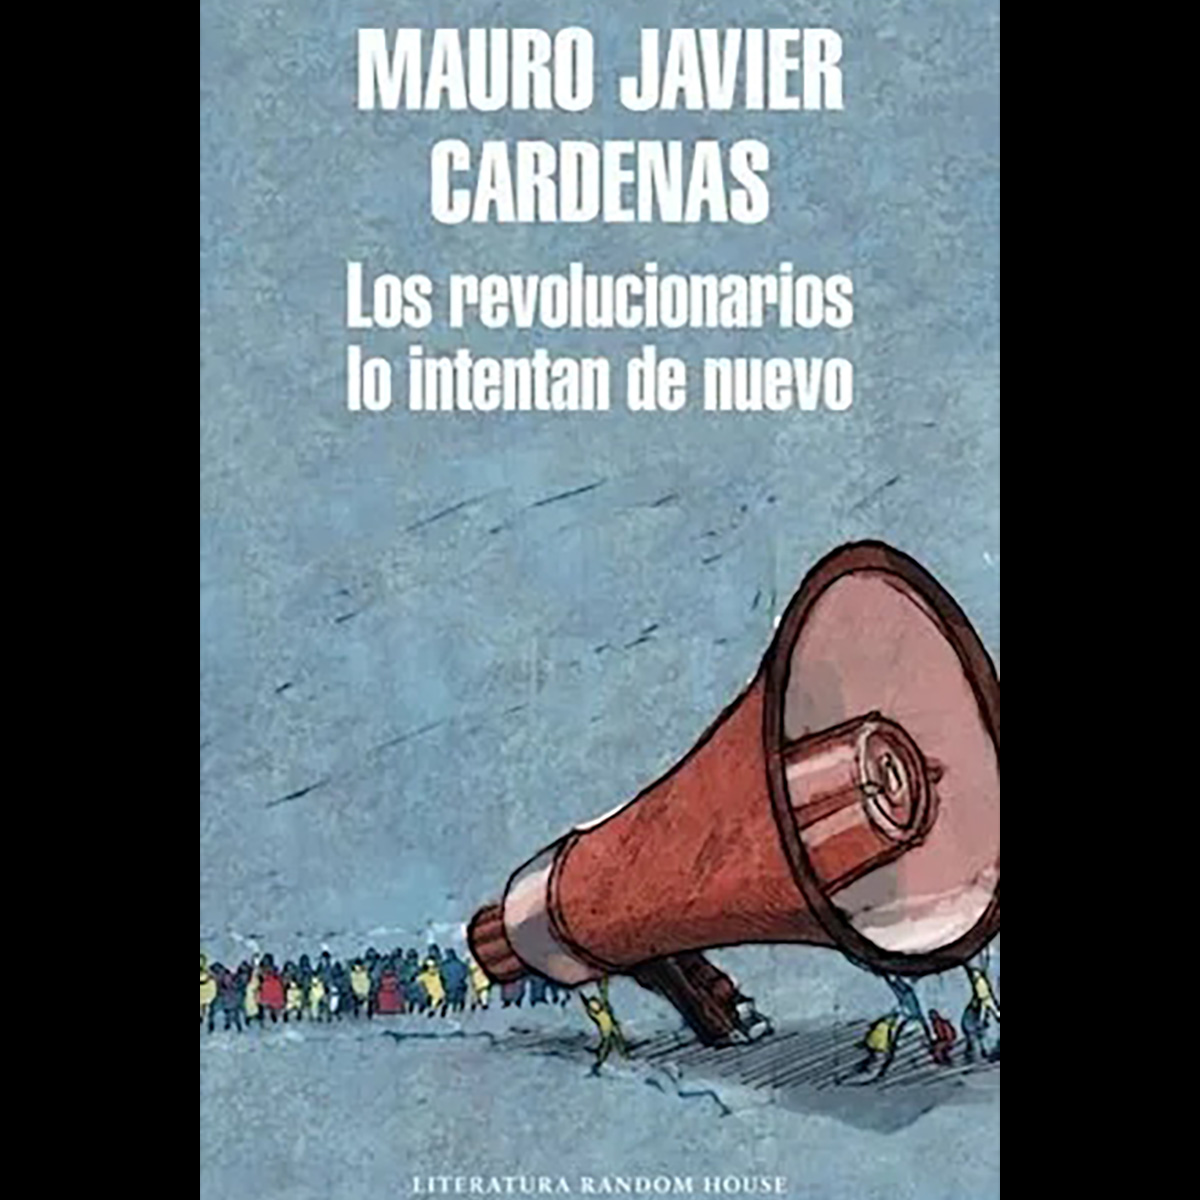 MAURO JAVIER
CARDENAS
Los revolucionarios
lo intentan de nuevo
LITERATURA RANDOM HOUSE